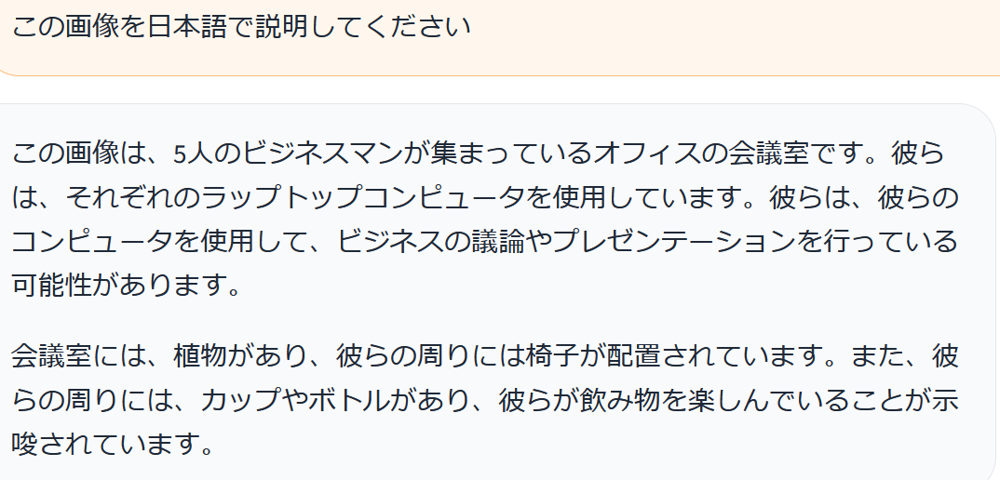 この画像を日本語で説明してください
この画像は、5人のビジネスマンが集まっているオフィスの会議室です。彼ら
は、それぞれのラップトップコンピュータを使用しています。彼らは、彼らの
コンピュータを使用して、ビジネスの議論やプレゼンテーションを行っている
可能性があります。
会議室には、植物があり、彼らの周りには椅子が配置されています。また、彼
らの周りには、カップやボトルがあり、彼らが飲み物を楽しんでいることが示
唆されています。